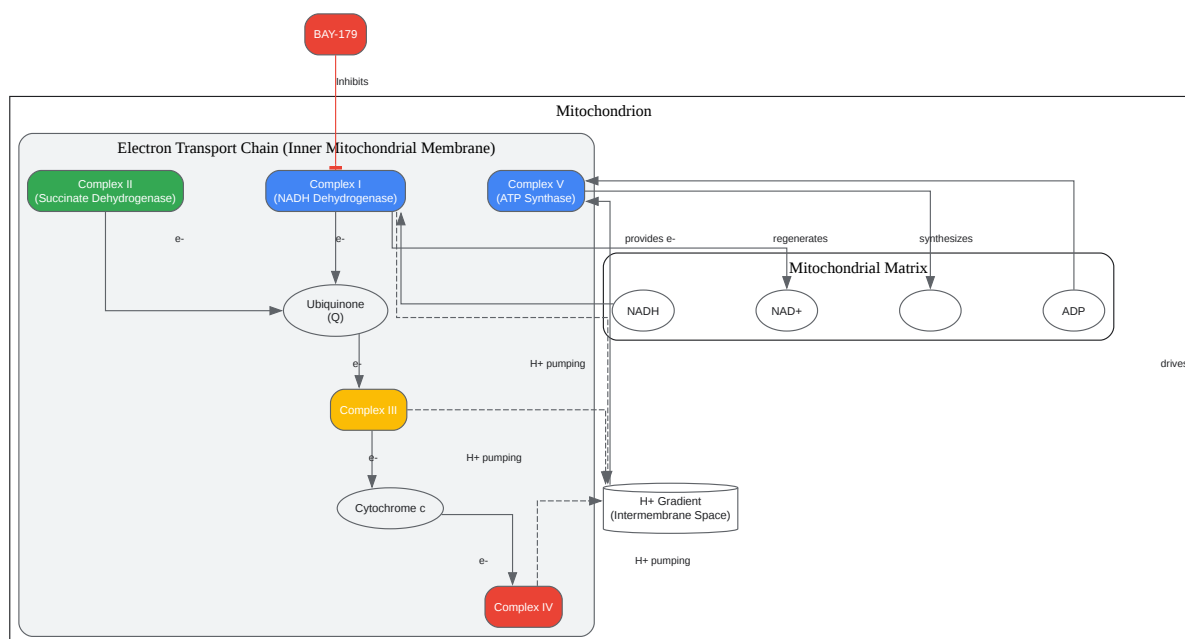 BAY-179
Inhibits
Mitochondrion
Electron Transport Chain (Inner Mitochondrial Membrane)
Complex II
(Succinate Dehydrogenase)
Complex I
(NADH Dehydrogenase)
Complex V
(ATP Synthase)
e-
e-
provides e-
regenerates
synthesizes
Mitochondrial Matrix
Ubiquinone
(Q)
NADH
NAD+
ADP
e-
H+ pumping
drives
Complex III
e-
H+ pumping
Cytochrome c
H+ Gradient
(Intermembrane Space)
e-
H+ pumping
Complex IV